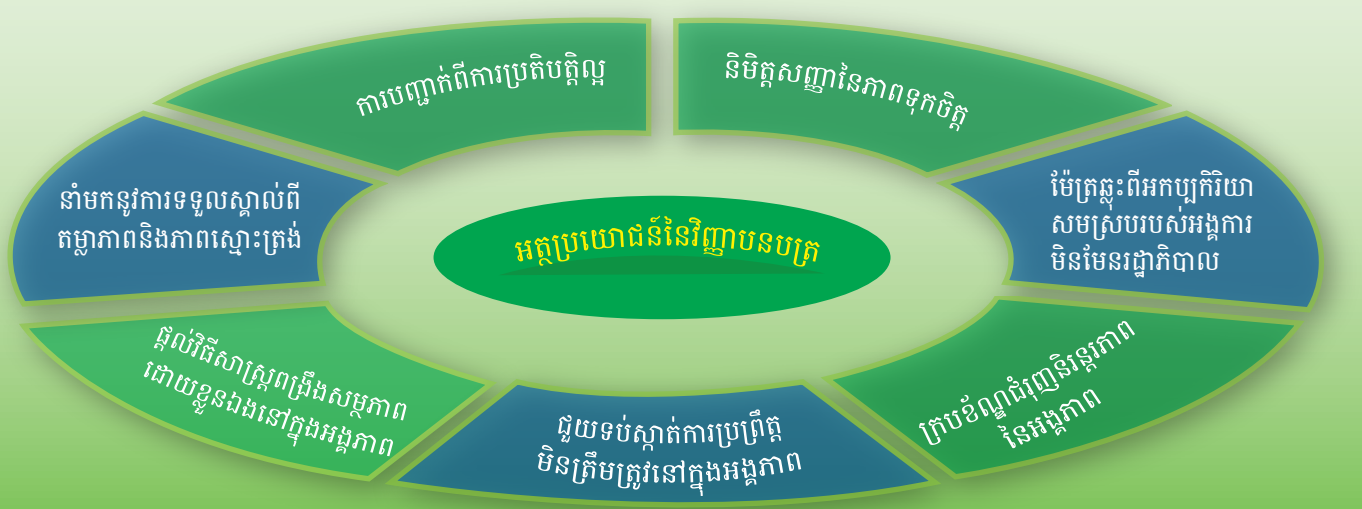 ការបញ្ជាក់ពីការប្រតិបត្តិល្អ
និមិត្តសញ្ញានៃភាពទុកចិត្ត
នាំមកនូវការទទួលស្គាល់ពី
តម្លាភាពនិងភាពស្មោះត្រង់
ម៉ែត្រឆ្លុះពីអកប្បកិរិយា
សមស្របរបស់អង្គការ
មិនមែនរដ្ឋាភិបាល
អត្ថប្រយោជន៍នៃវិញ្ញាបនបត្រ
ផ្តល់វិធីសាស្ត្រពង្រឹងសម្ថភាព
ដោយខ្លួនឯងនៅក្នុងអង្គភាព
ជួយទប់ស្កាត់ការប្រព្រឹត្ត
មិនត្រឹមត្រូវនៅក្នុងអង្គភាព
ក្របខ័ណ្ឌជំរុញនិរន្តរភាព
នៃអង្គភាព